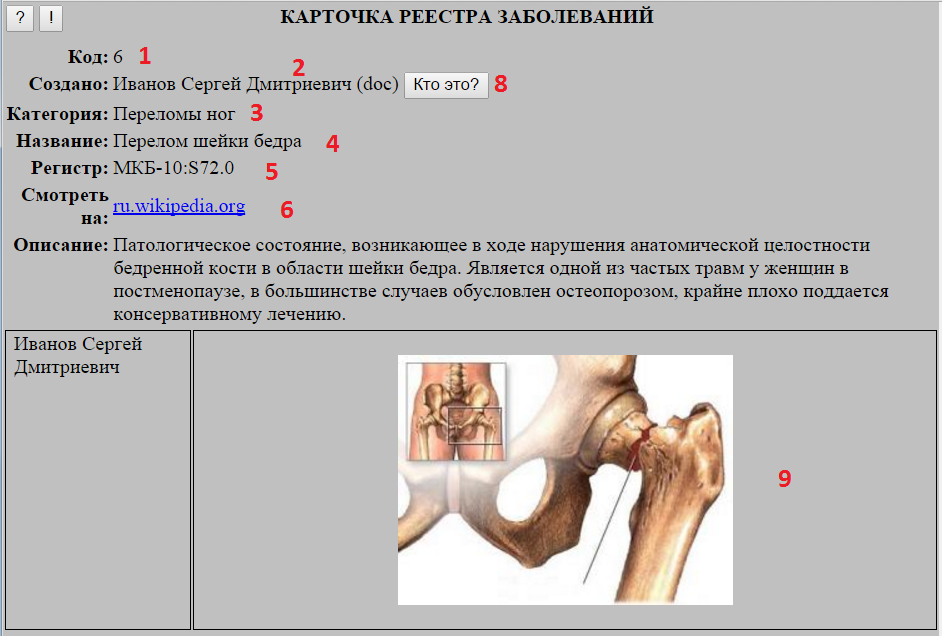 ? ! КАРТОЧКА РЕЕСТРА ЗАБОЛЕВАНИЙ
Код: 6 1
2
Создано: Иванов Сергей Дмитриевич (doc) Кто это? 8
Категория: Переломы ног 3
Название: Перелом шейки бедра 4
Регистр: МКБ-10:S72.0 5
Смотреть
на: ru.wikipedia.org 6
Описание: Патологическое состояние, возникающее в ходе нарушения анатомической целостности
бедренной кости в области шейки бедра. Является одной из частых травм у женщин в
постменопаузе, в большинстве случаев обусловлен остеопорозом, крайне плохо поддается
консервативному лечению.
Иванов Сергей
Дмитриевич
9